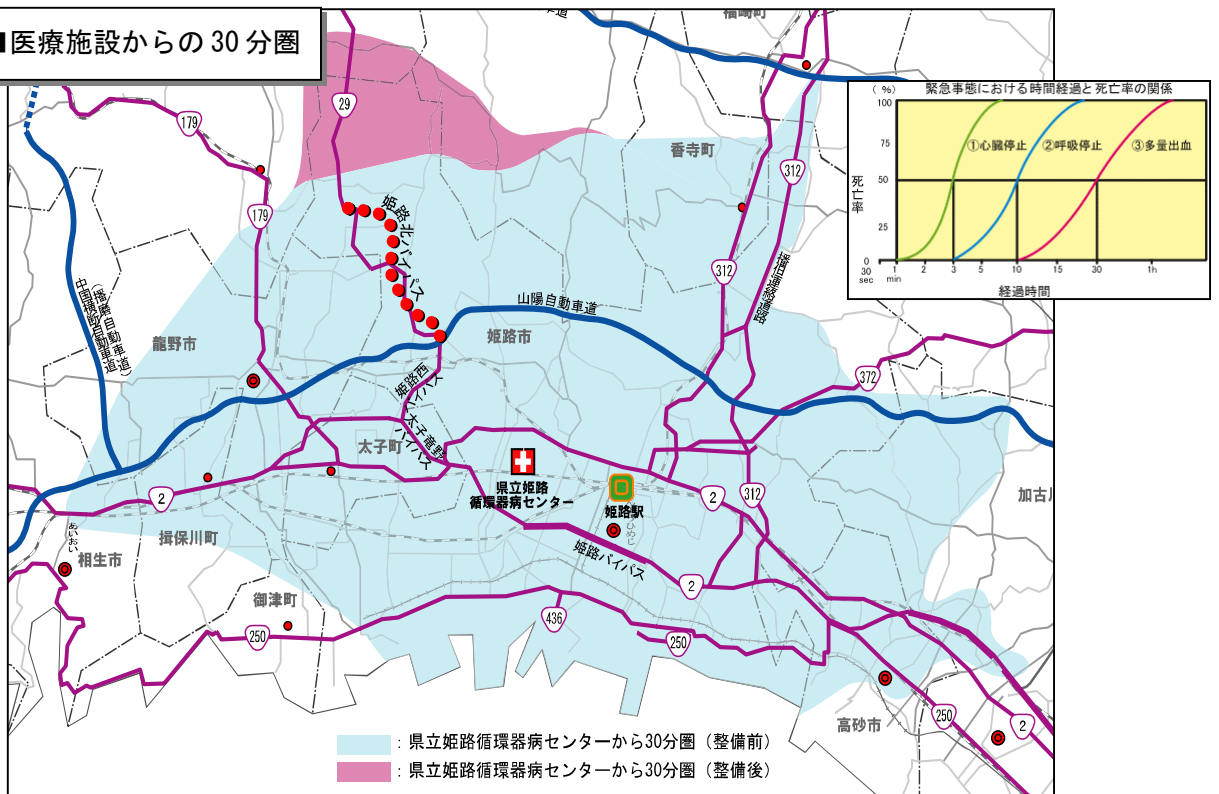 ■医療施設からの30分圏
福崎町
29
179
香寺町
312
179
姫路北バイパス
312
播但連絡道路
中国横断自動車道
(播磨自動車道)
山陽自動車道
龍野市
姫路市
姫路西バイパス
372
太子町
太子竜野バイパス
県立姫路
循環器病センター
姫路駅
ひめじ
2
2
312
加古川
あいおい
相生市
揖保川町
姫路バイパス
2
御津町
436
250
250
高砂市
250
2
:県立姫路循環器病センターから30分圏(整備前)
:県立姫路循環器病センターから30分圏(整備後)
(%)
緊急事態における時間経過と死亡率の関係
100
75
50
25
0
死亡率
①心臓停止
②呼吸停止
③多量出血
30 sec
1 min
2
3
5
10
15
30
1h
経過時間